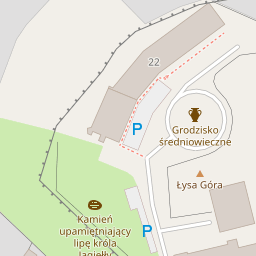 22
P
Grodzisko
średniowieczne
Łysa Góra
Kamień
upamiętniający
lipę króla
Jagiełły
P